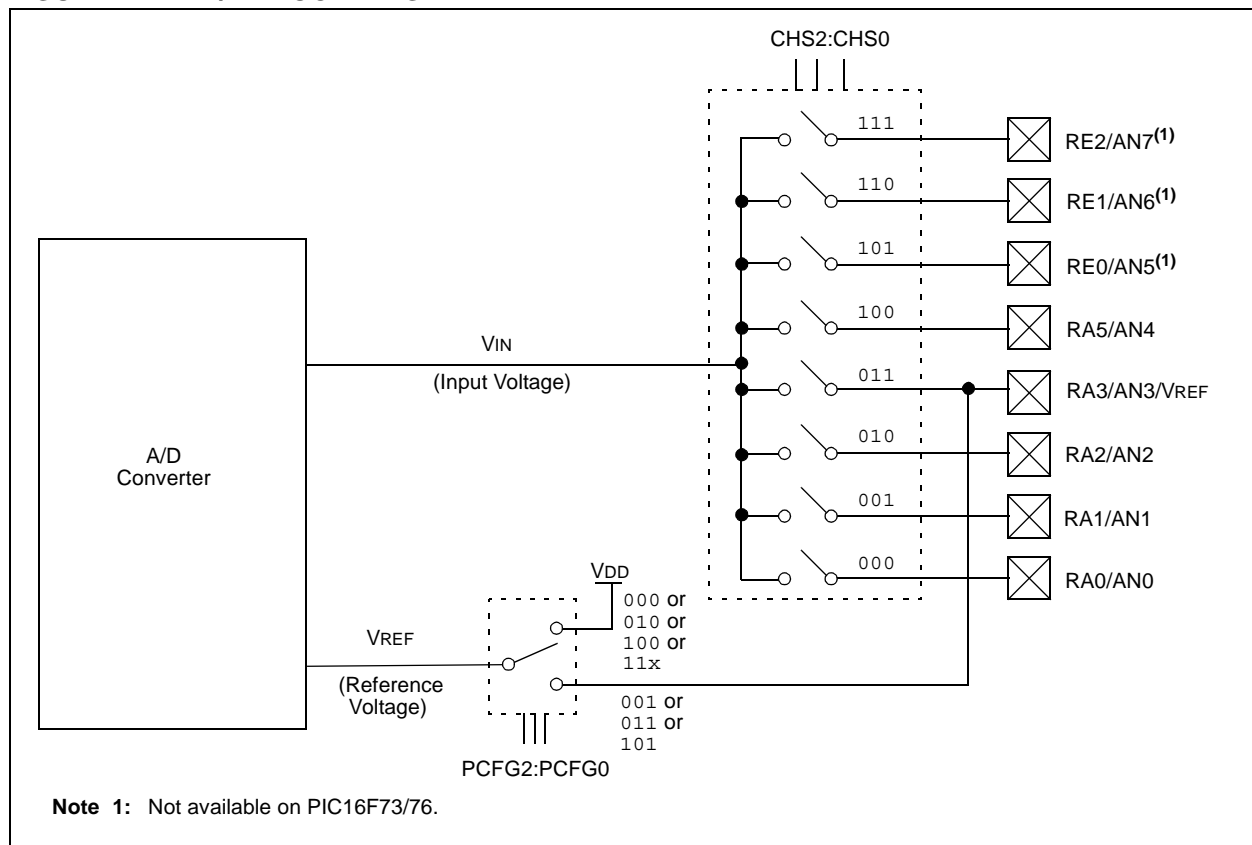 CHS2:CHS0
111
RE2/AN7(1)
110
RE1/AN6(1)
101
RE0/AN5(1)
100
RA5/AN4
VIN
(Input Voltage)
011
RA3/AN3/VREF
A/D
Converter
010
RA2/AN2
001
RA1/AN1
000
RA0/AN0
VDD
000 or
010 or
100 or
11x
VREF
(Reference
Voltage)
001 or
011 or
101
PCFG2:PCFG0
Note 1: Not available on PIC16F73/76.